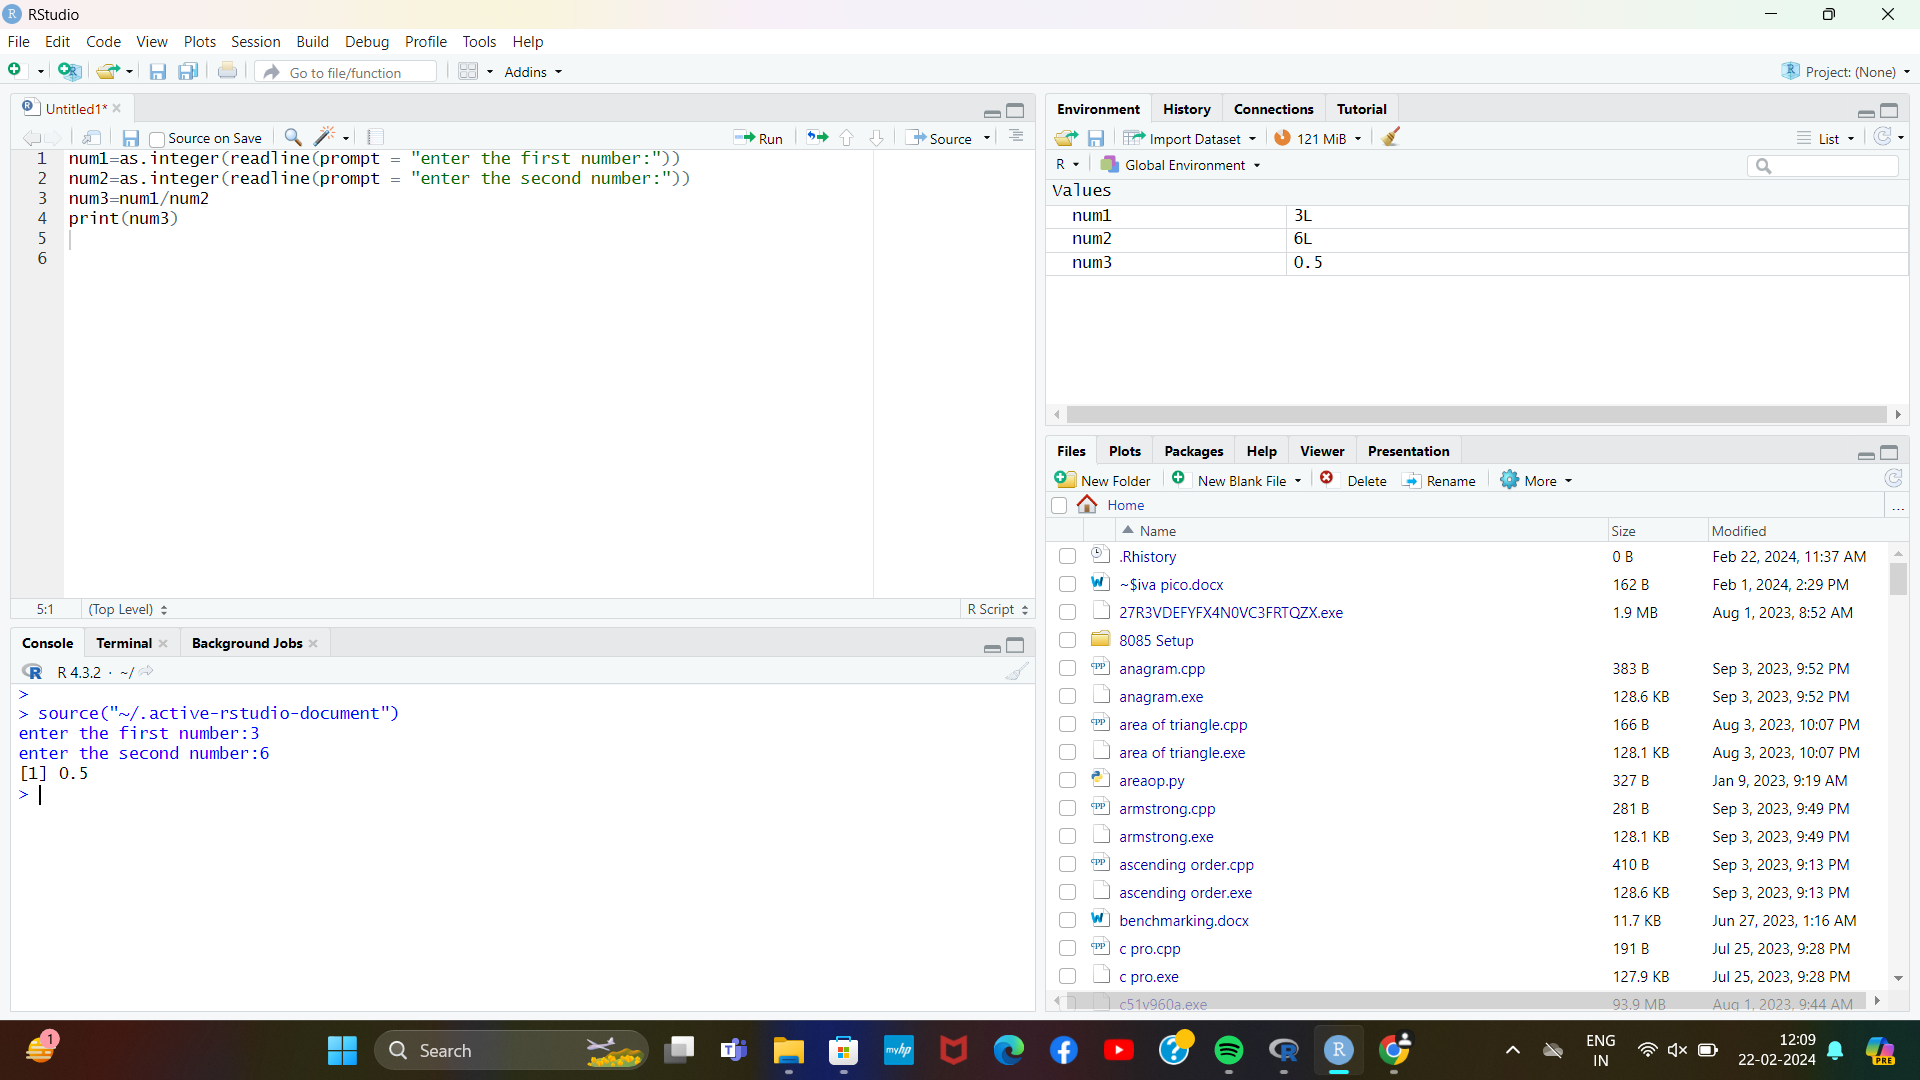 RStudio
File Edit Code View Plots Session Build Debug Profile Tools Help
Go to file/function Addins Project: (None)
Untitled1*
Source on Save Run Source
1 num1=as.integer(readline(prompt = "enter the first number:"))
2 num2=as.integer(readline(prompt = "enter the second number:"))
3 num3=num1/num2
4 print(num3)
5
6
5:1 (Top Level) R Script
Console Terminal Background Jobs
R 4.3.2 · ~/
>
> source("~/.active-rstudio-document")
enter the first number:3
enter the second number:6
[1] 0.5
>
Environment History Connections Tutorial
Import Dataset 121 MiB List
R Global Environment
Values
num1 3L
num2 6L
num3 0.5
Files Plots Packages Help Viewer Presentation
New Folder New Blank File Delete Rename More
Home ...
Name Size Modified
.Rhistory 0 B Feb 22, 2024, 11:37 AM
~$iva pico.docx 162 B Feb 1, 2024, 2:29 PM
27R3VDEFYFX4N0VC3FRTQZX.exe 1.9 MB Aug 1, 2023, 8:52 AM
8085 Setup
anagram.cpp 383 B Sep 3, 2023, 9:52 PM
anagram.exe 128.6 KB Sep 3, 2023, 9:52 PM
area of triangle.cpp 166 B Aug 3, 2023, 10:07 PM
area of triangle.exe 128.1 KB Aug 3, 2023, 10:07 PM
areaop.py 327 B Jan 9, 2023, 9:19 AM
armstrong.cpp 281 B Sep 3, 2023, 9:49 PM
armstrong.exe 128.1 KB Sep 3, 2023, 9:49 PM
ascending order.cpp 410 B Sep 3, 2023, 9:13 PM
ascending order.exe 128.6 KB Sep 3, 2023, 9:13 PM
benchmarking.docx 11.7 KB Jun 27, 2023, 1:16 AM
c pro.cpp 191 B Jul 25, 2023, 9:28 PM
c pro.exe 127.9 KB Jul 25, 2023, 9:28 PM
c51v960a.exe 93.9 MB Aug 1, 2023, 9:44 AM
1 Search myhp ENG 12:09
IN 22-02-2024 PRE